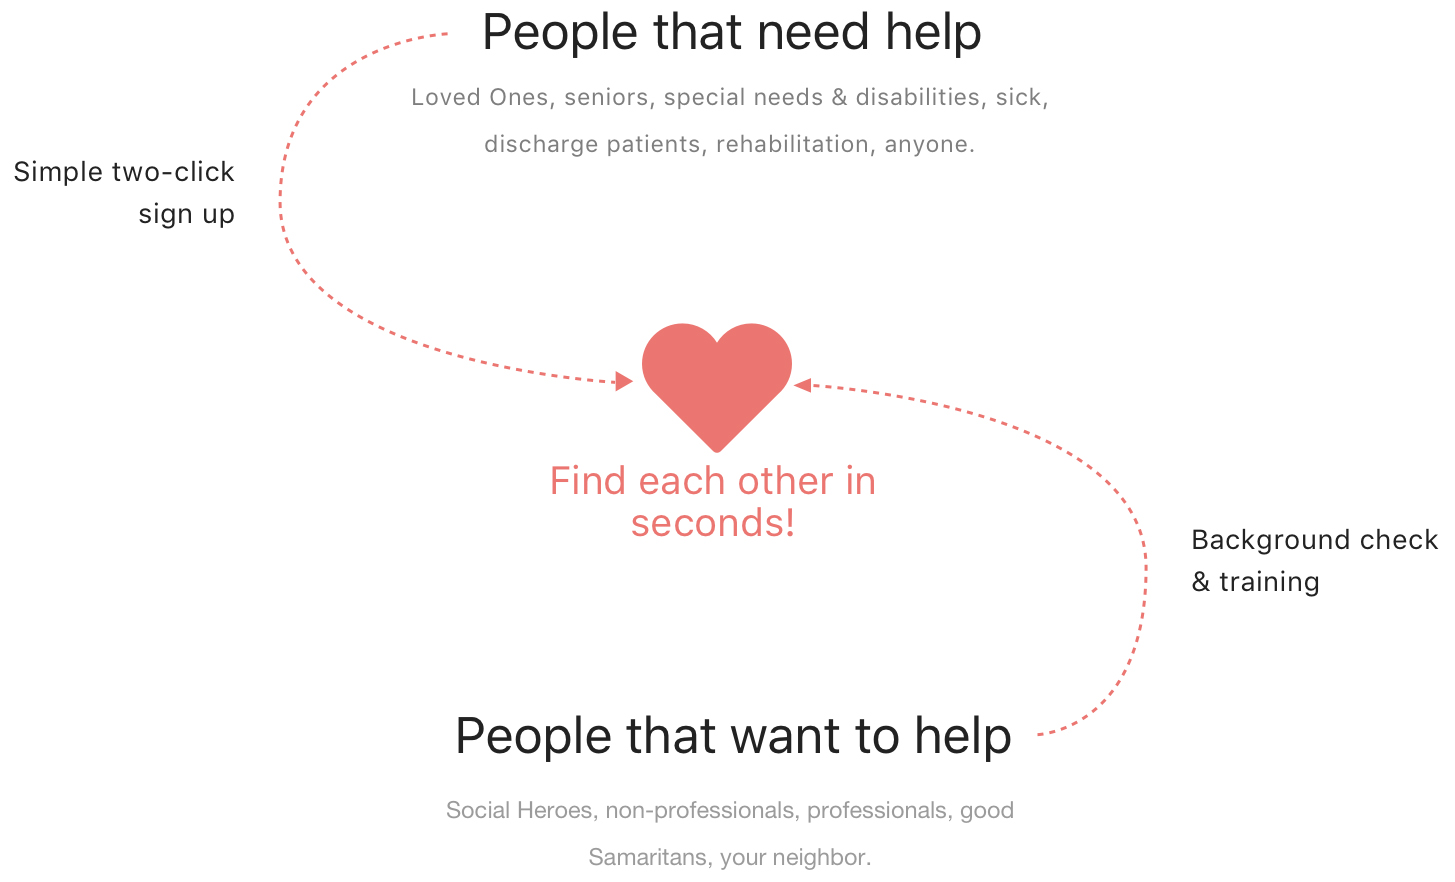 People that need help
Loved Ones, seniors, special needs & disabilities, sick,
discharge patients, rehabilitation, anyone.
Simple two-click
sign up
Find each other in
seconds!
Background check
& training
People that want to help
Social Heroes, non-professionals, professionals, good
Samaritans, your neighbor.